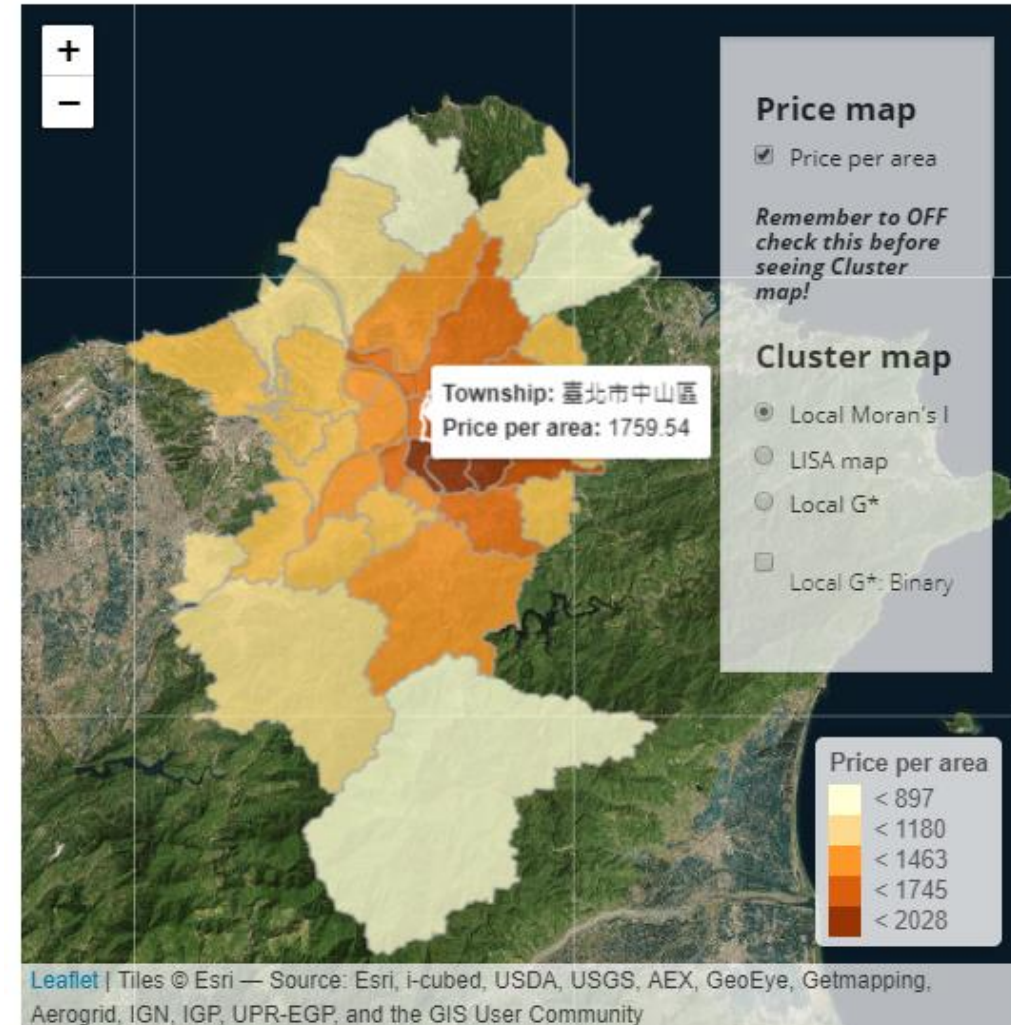 +
−
Price map
Price per area
Remember to OFF
check this before
seeing Cluster
map!
Cluster map
Local Moran's I
LISA map
Local G*
Local G*: Binary
Township: 臺北市中山區
Price per area: 1759.54
Price per area
< 897
< 1180
< 1463
< 1745
< 2028
Leaflet | Tiles © Esri — Source: Esri, i-cubed, USDA, USGS, AEX, GeoEye, Getmapping,
Aerogrid, IGN, IGP, UPR-EGP, and the GIS User Community